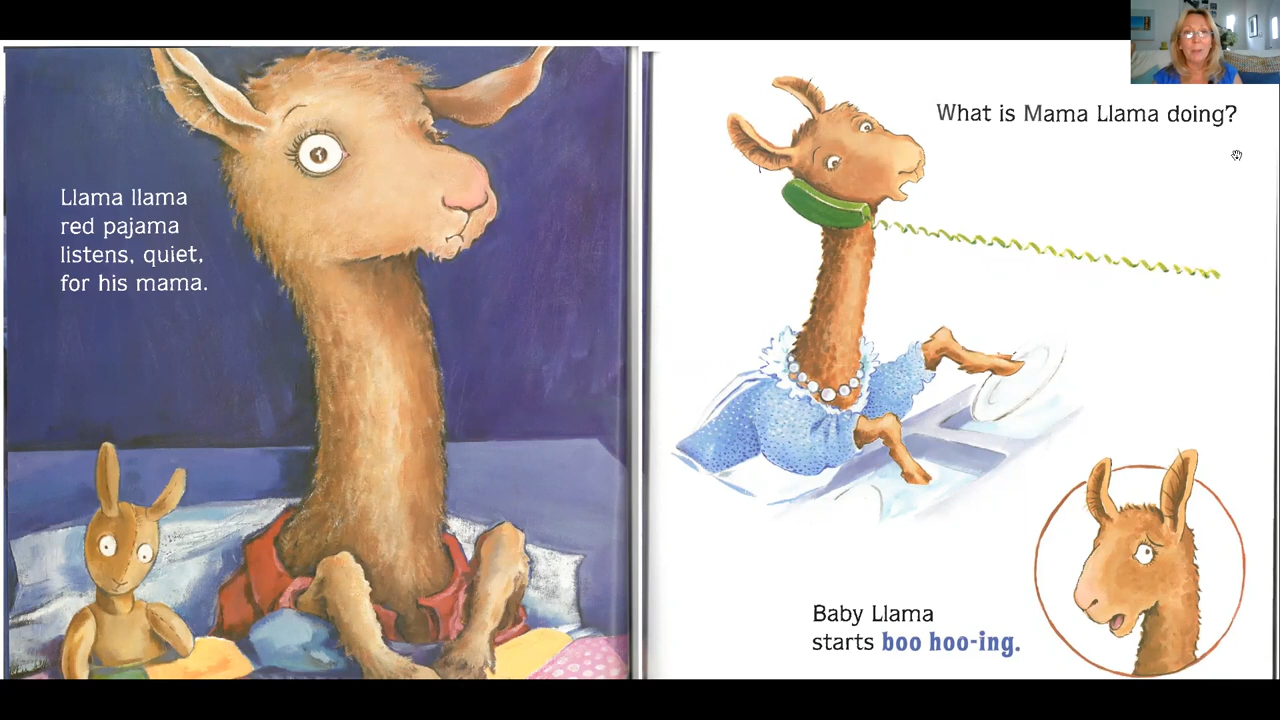 Llama llama
red pajama
listens, quiet,
for his mama.
What is Mama Llama doing?
Baby Llama
starts boo hoo-ing.